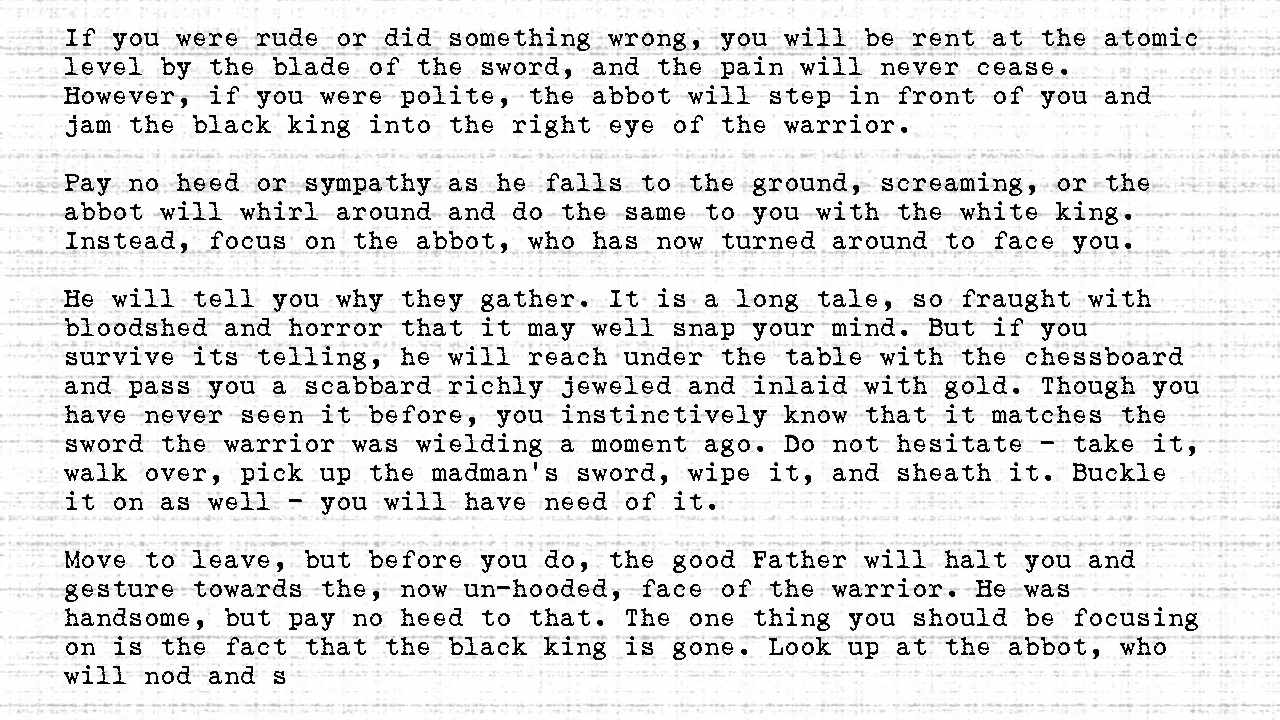 If you were rude or did something wrong, you will be rent at the atomic
level by the blade of the sword, and the pain will never cease.
However, if you were polite, the abbot will step in front of you and
jam the black king into the right eye of the warrior.
Pay no heed or sympathy as he falls to the ground, screaming, or the
abbot will whirl around and do the same to you with the white king.
Instead, focus on the abbot, who has now turned around to face you.
He will tell you why they gather. It is a long tale, so fraught with
bloodshed and horror that it may well snap your mind. But if you
survive its telling, he will reach under the table with the chessboard
and pass you a scabbard richly jeweled and inlaid with gold. Though you
have never seen it before, you instinctively know that it matches the
sword the warrior was wielding a moment ago. Do not hesitate - take it,
walk over, pick up the madman's sword, wipe it, and sheath it. Buckle
it on as well - you will have need of it.
Move to leave, but before you do, the good Father will halt you and
gesture towards the, now un-hooded, face of the warrior. He was
handsome, but pay no heed to that. The one thing you should be focusing
on is the fact that the black king is gone. Look up at the abbot, who
will nod and s